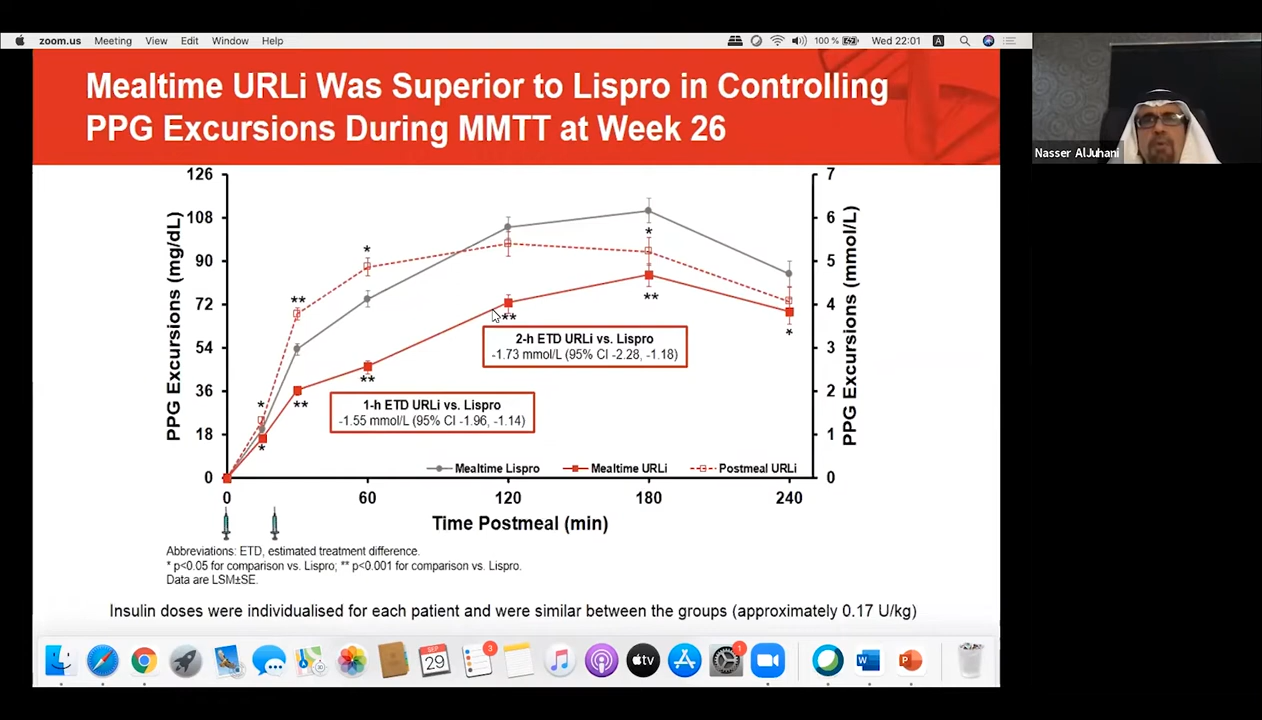 zoom.us Meeting View Edit Window Help 100 % Wed 22:01 A
Mealtime URLi Was Superior to Lispro in Controlling
PPG Excursions During MMTT at Week 26
Nasser AlJuhani
126 7
108 6
90 5
72 4
54 3
36 2
18 1
0 0
PPG Excursions (mg/dL)
PPG Excursions (mmol/L)
*
**
*
*
**
**
**
*
**
*
2-h ETD URLi vs. Lispro
-1.73 mmol/L (95% CI -2.28, -1.18)
1-h ETD URLi vs. Lispro
-1.55 mmol/L (95% CI -1.96, -1.14)
Mealtime Lispro Mealtime URLi Postmeal URLi
0 60 120 180 240
Time Postmeal (min)
Abbreviations: ETD, estimated treatment difference.
* p<0.05 for comparison vs. Lispro; ** p<0.001 for comparison vs. Lispro.
Data are LSM±SE.
Insulin doses were individualised for each patient and were similar between the groups (approximately 0.17 U/kg)
SEP
29
3
tv
1
W
P